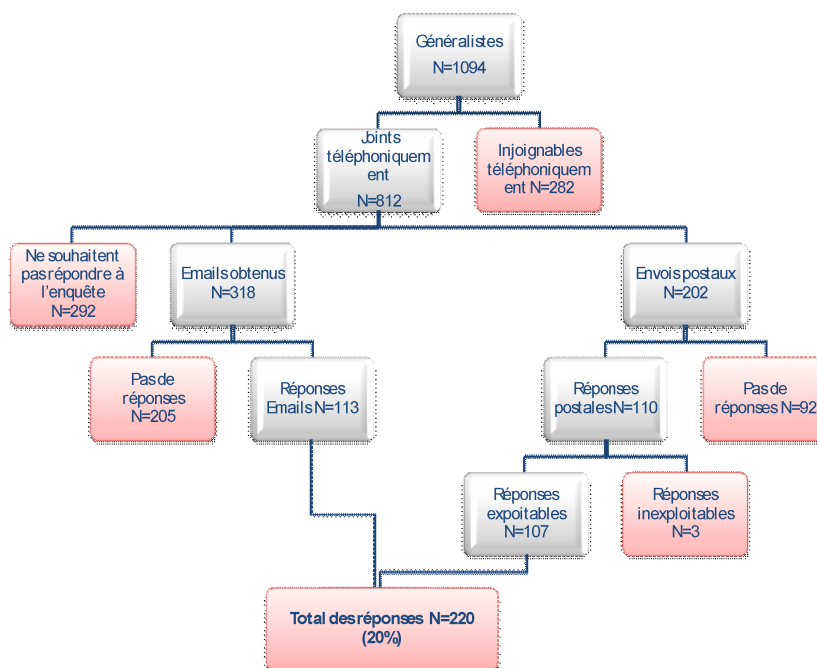 Généralistes
N=1094
Joints
téléphoniquem
ent
N=812
Injoignables
téléphoniquem
ent N=282
Ne souhaitent
pas répondre à
l'enquête
N=292
Emails obtenus
N=318
Envois postaux
N=202
Pas de
réponses
N=205
Réponses
Emails N=113
Réponses
postales N=110
Pas de
réponses N=92
Réponses
expoitables
N=107
Réponses
inexploitables
N=3
Total des réponses N=220
(20%)